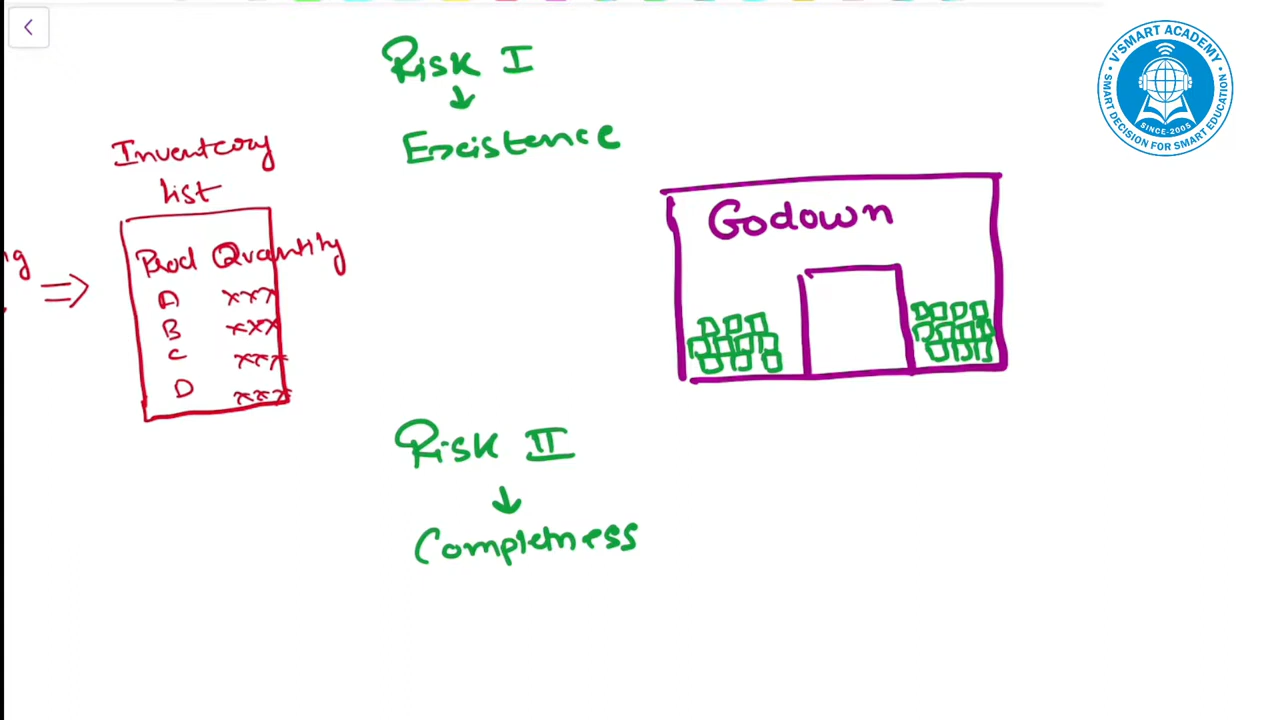 Risk I
↓
Existence
Inventory
list
Prod Quantity
A xxx
B xxx
C xxx
D xxx
ng
⇒
Godown
Risk II
↓
Completness
V'SMART ACADEMY
SINCE-2005
SMART DECISION FOR SMART EDUCATION